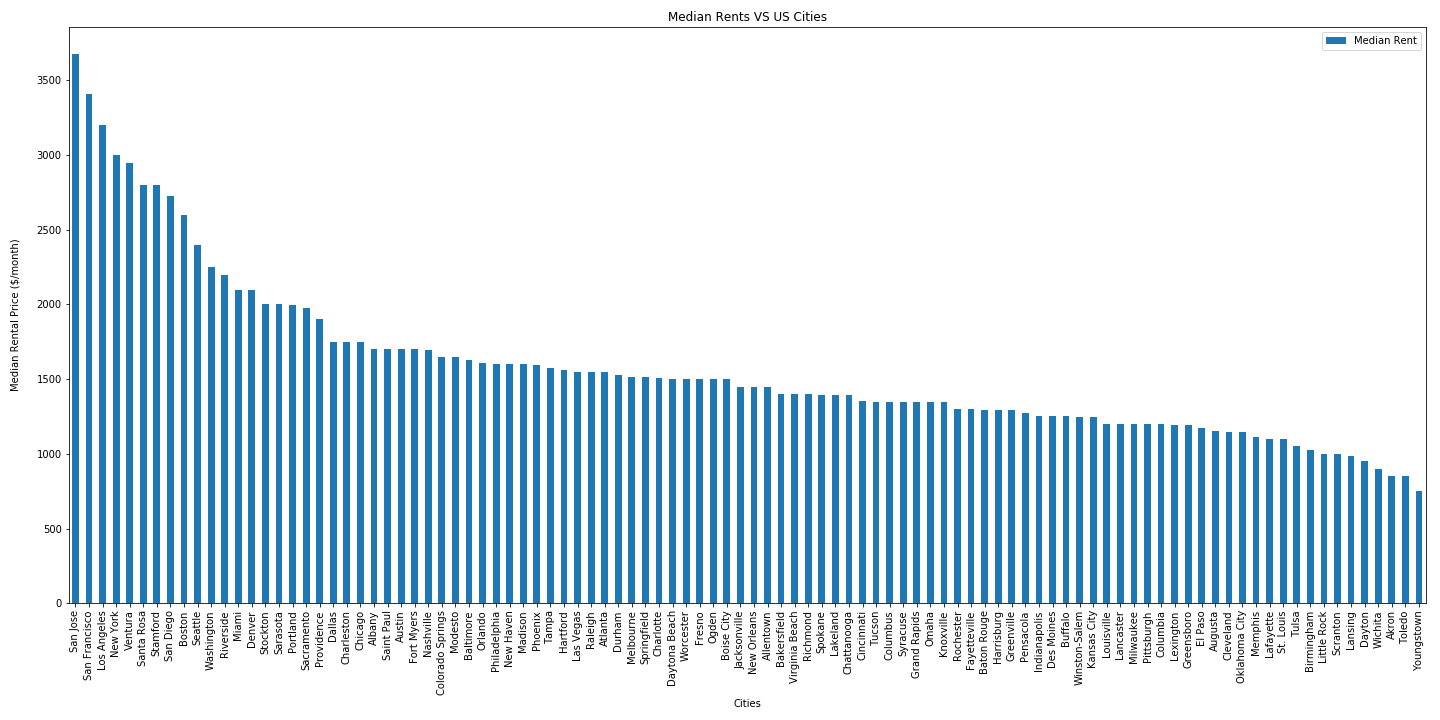 Median Rents VS US Cities
Median Rent
Median Rental Price ($/month)
3500
3000
2500
2000
1500
1000
500
0
San Jose
San Francisco
Los Angeles
New York
Ventura
Santa Rosa
Stamford
San Diego
Boston
Seattle
Washington
Riverside
Miami
Denver
Stockton
Sarasota
Portland
Sacramento
Providence
Dallas
Charleston
Chicago
Albany
Saint Paul
Austin
Fort Myers
Nashville
Colorado Springs
Modesto
Baltimore
Orlando
Philadelphia
New Haven
Madison
Phoenix
Tampa
Hartford
Las Vegas
Raleigh
Atlanta
Durham
Melbourne
Springfield
Charlotte
Daytona Beach
Worcester
Fresno
Ogden
Boise City
Jacksonville
New Orleans
Allentown
Bakersfield
Virginia Beach
Richmond
Spokane
Lakeland
Chattanooga
Cincinnati
Tucson
Columbus
Syracuse
Grand Rapids
Omaha
Knoxville
Rochester
Fayetteville
Baton Rouge
Harrisburg
Greenville
Pensacola
Indianapolis
Des Moines
Buffalo
Winston-Salem
Kansas City
Louisville
Lancaster
Milwaukee
Pittsburgh
Columbia
Lexington
Greensboro
El Paso
Augusta
Cleveland
Oklahoma City
Memphis
Lafayette
St. Louis
Tulsa
Birmingham
Little Rock
Scranton
Lansing
Dayton
Wichita
Akron
Toledo
Youngstown
Cities